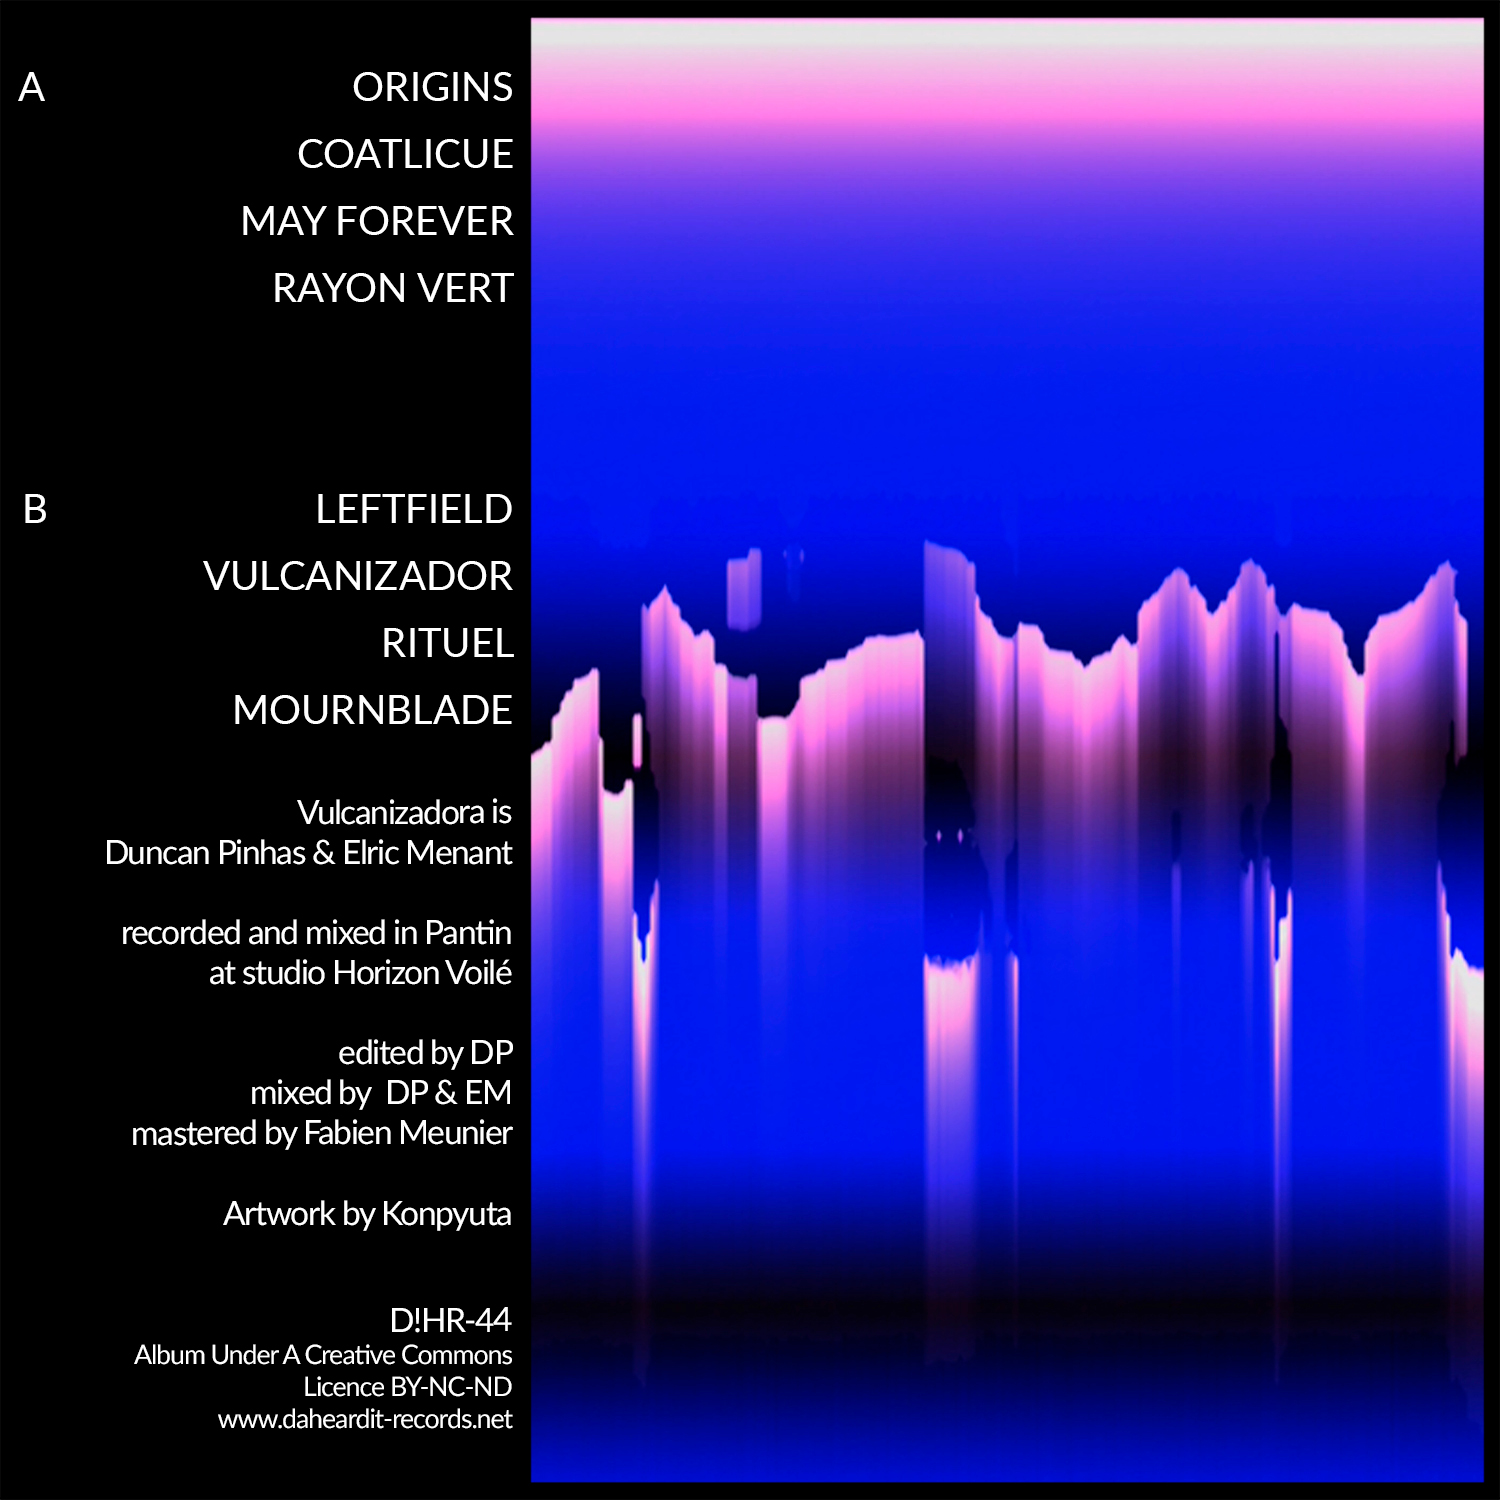 A ORIGINS
COATLICUE
MAY FOREVER
RAYON VERT
B LEFTFIELD
VULCANIZADOR
RITUEL
MOURNBLADE
Vulcanizadora is
Duncan Pinhas & Elric Menant
recorded and mixed in Pantin
at studio Horizon Voilé
edited by DP
mixed by DP & EM
mastered by Fabien Meunier
Artwork by Konpyuta
D!HR-44
Album Under A Creative Commons
Licence BY-NC-ND
www.daheardit-records.net